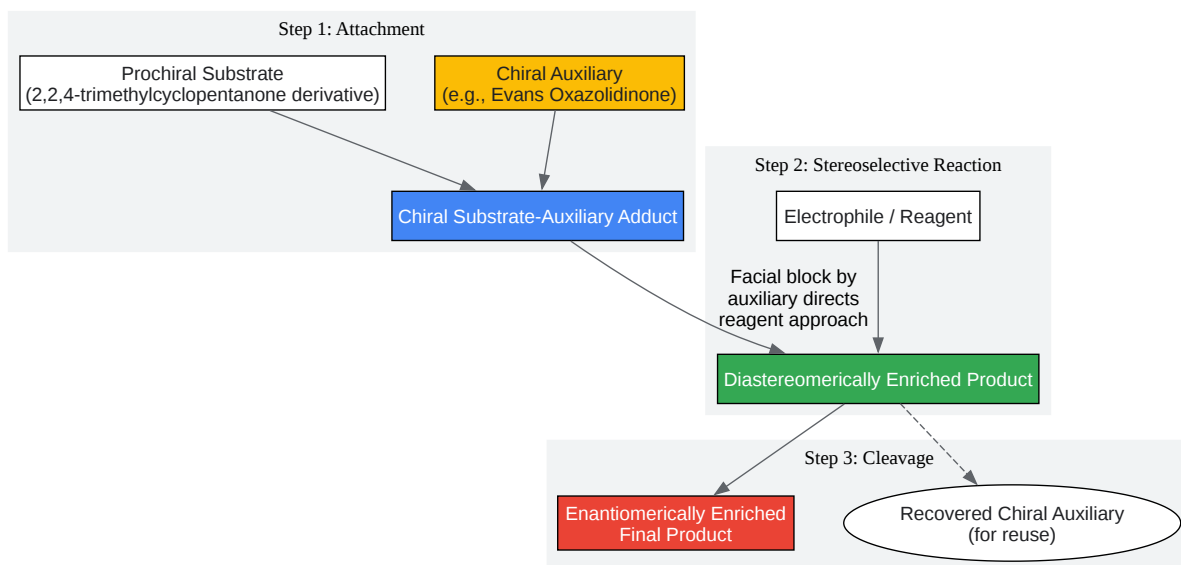 Step 1: Attachment
Prochiral Substrate
(2,2,4-trimethylcyclopentanone derivative)
Chiral Auxiliary
(e.g., Evans Oxazolidinone)
Chiral Substrate-Auxiliary Adduct
Step 2: Stereoselective Reaction
Electrophile / Reagent
Facial block by
auxiliary directs
reagent approach
Diastereomerically Enriched Product
Step 3: Cleavage
Enantiomerically Enriched
Final Product
Recovered Chiral Auxiliary
(for reuse)